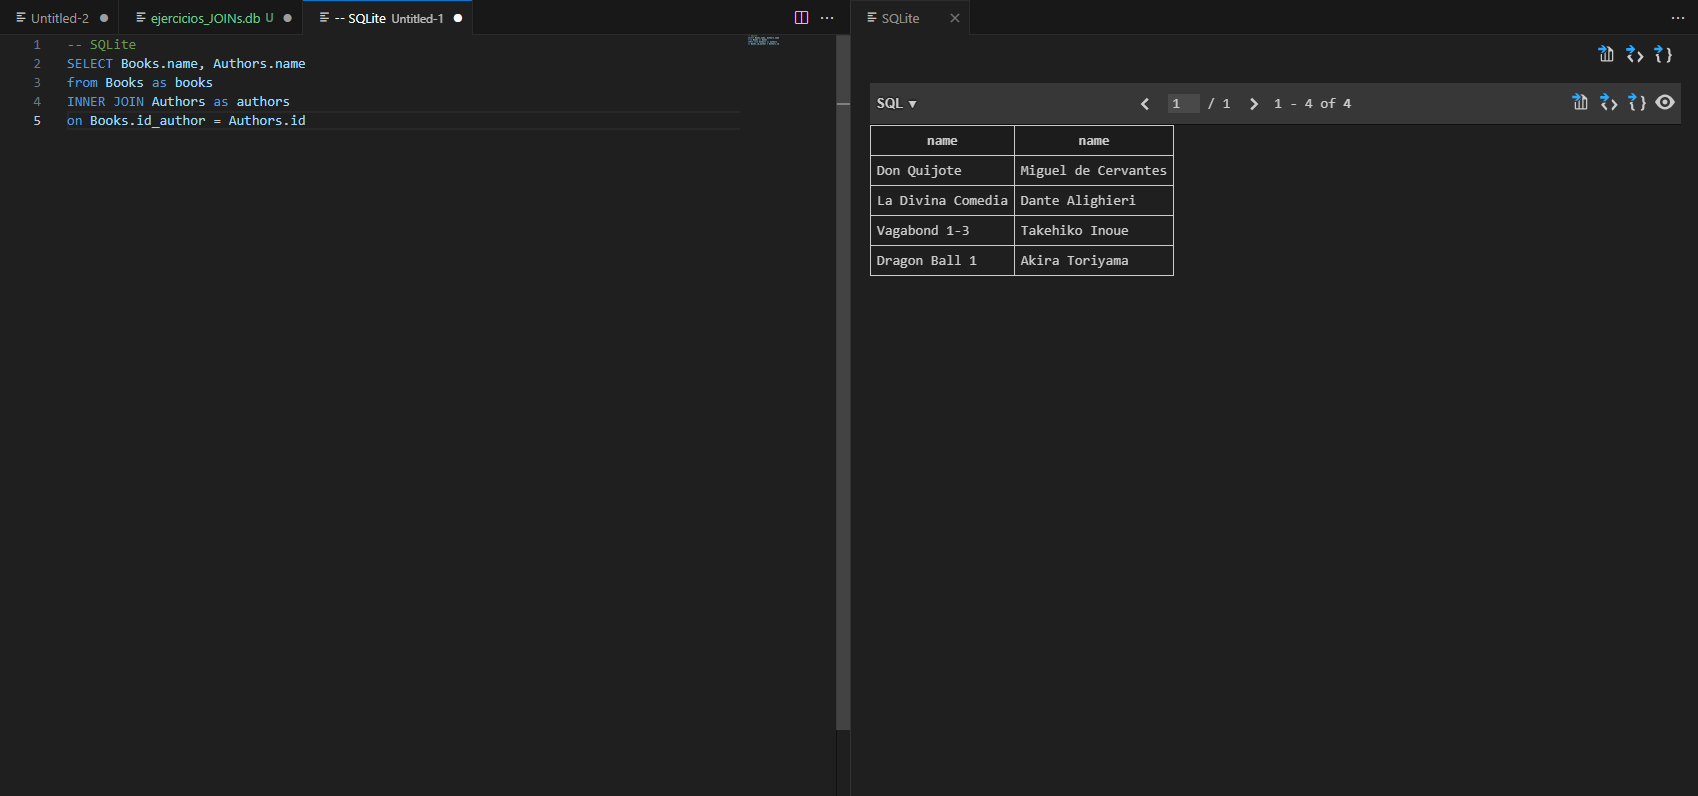 Untitled-2 ejercicios_JOINs.db U -- SQLite Untitled-1
1 -- SQLite
2 SELECT Books.name, Authors.name
3 from Books as books
4 INNER JOIN Authors as authors
5 on Books.id_author = Authors.id
SQLite
SQL 1 / 1 1 - 4 of 4
name name
Don Quijote Miguel de Cervantes
La Divina Comedia Dante Alighieri
Vagabond 1-3 Takehiko Inoue
Dragon Ball 1 Akira Toriyama